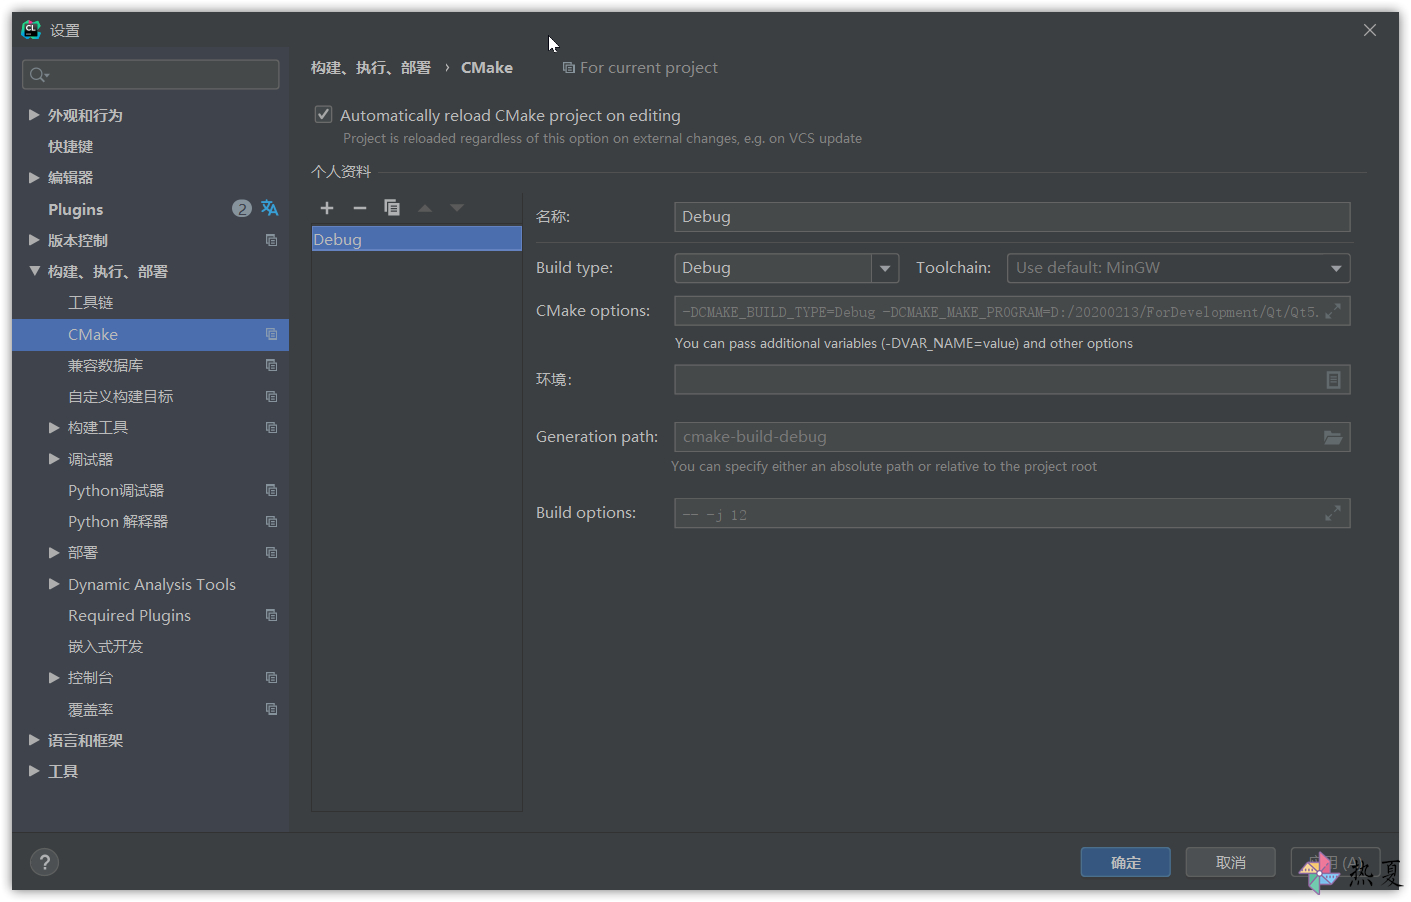 CL 设置
构建、执行、部署 › CMake For current project
Automatically reload CMake project on editing
Project is reloaded regardless of this option on external changes, e.g. on VCS update
外观和行为
快捷键
编辑器
Plugins 2
版本控制
构建、执行、部署
工具链
CMake
兼容数据库
自定义构建目标
构建工具
调试器
Python调试器
Python 解释器
部署
Dynamic Analysis Tools
Required Plugins
嵌入式开发
控制台
覆盖率
语言和框架
工具
个人资料
Debug
名称: Debug
Build type: Debug Toolchain: Use default: MinGW
CMake options: -DCMAKE_BUILD_TYPE=Debug -DCMAKE_MAKE_PROGRAM=D:/20200213/ForDevelopment/Qt/Qt5.
You can pass additional variables (-DVAR_NAME=value) and other options
环境:
Generation path: cmake-build-debug
You can specify either an absolute path or relative to the project root
Build options: -- -j 12
? 确定 取消 应用 (A)
热夏